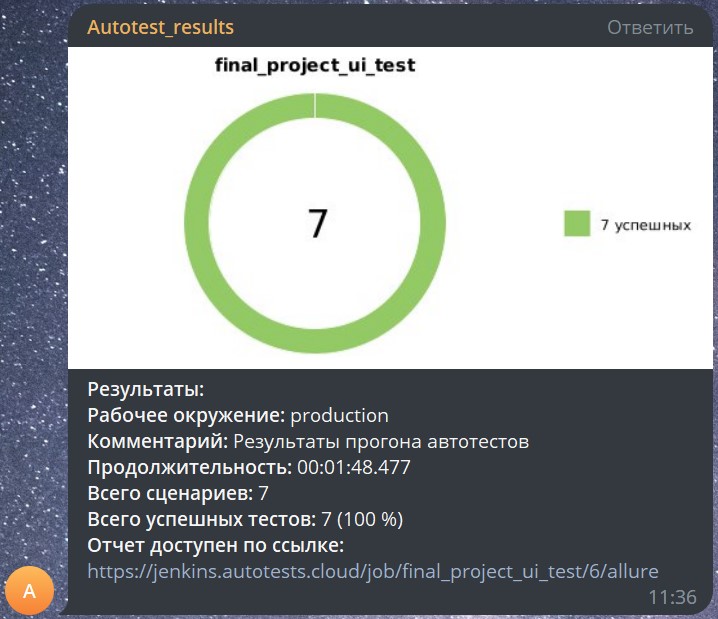 Autotest_results
Ответить
final_project_ui_test
7
7 успешных
Результаты:
Рабочее окружение: production
Комментарий: Результаты прогона автотестов
Продолжительность: 00:01:48.477
Всего сценариев: 7
Всего успешных тестов: 7 (100 %)
Отчет доступен по ссылке:
https://jenkins.autotests.cloud/job/final_project_ui_test/6/allure
A
11:36